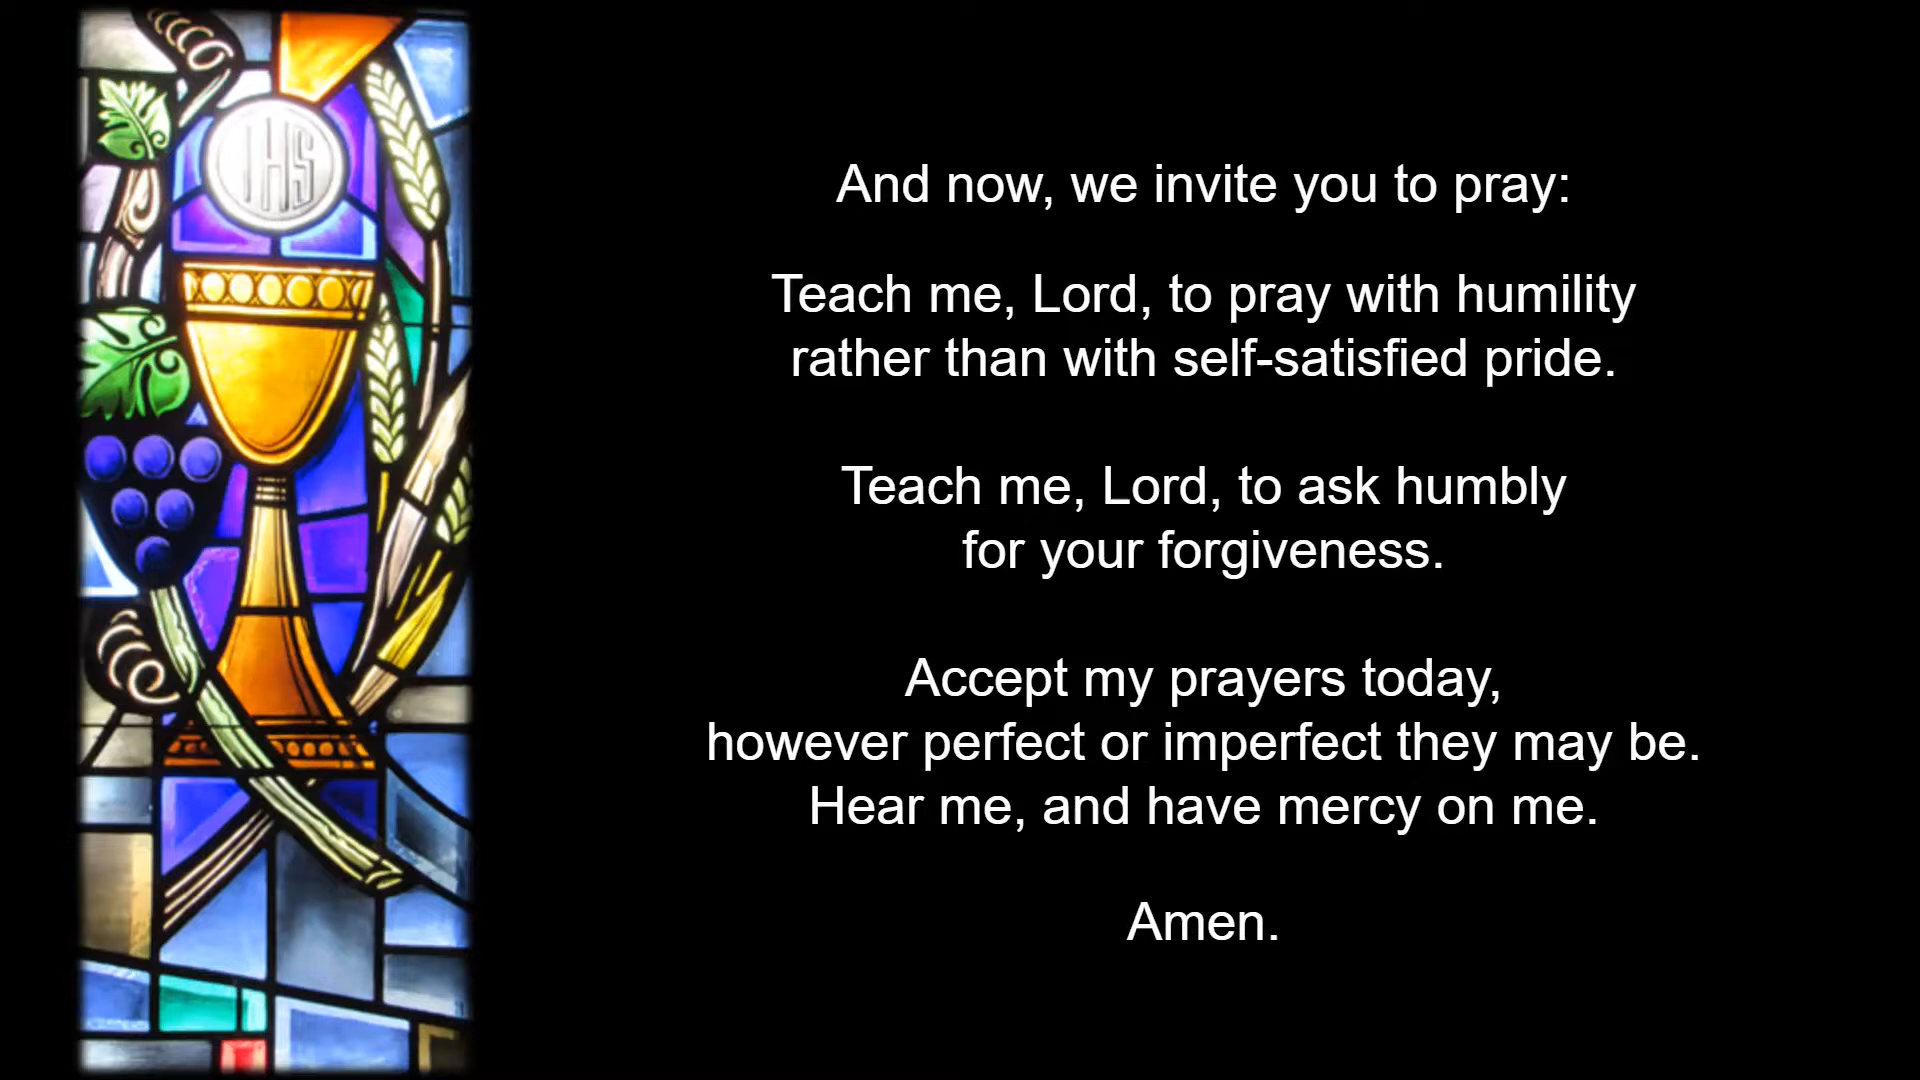 IHS
And now, we invite you to pray:
Teach me, Lord, to pray with humility
rather than with self-satisfied pride.
Teach me, Lord, to ask humbly
for your forgiveness.
Accept my prayers today,
however perfect or imperfect they may be.
Hear me, and have mercy on me.
Amen.